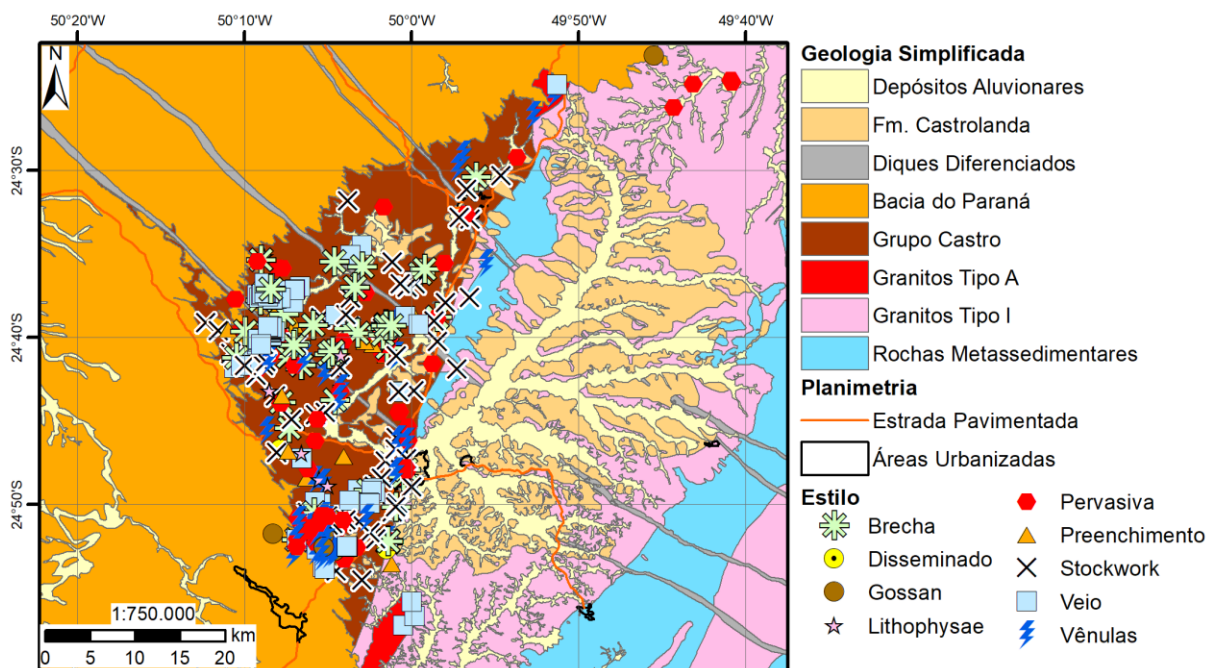 50°20'W 50°10'W 50°0'W 49°50'W 49°40'W
N
24°30'S
24°40'S
24°50'S
1:750.000
km
0 5 10 15 20
Geologia Simplificada
Depósitos Aluvionares
Fm. Castrolanda
Diques Diferenciados
Bacia do Paraná
Grupo Castro
Granitos Tipo A
Granitos Tipo I
Rochas Metassedimentares
Planimetria
Estrada Pavimentada
Áreas Urbanizadas
Estilo
Brecha
Disseminado
Gossan
Lithophysae
Pervasiva
Preenchimento
Stockwork
Veio
Vênulas